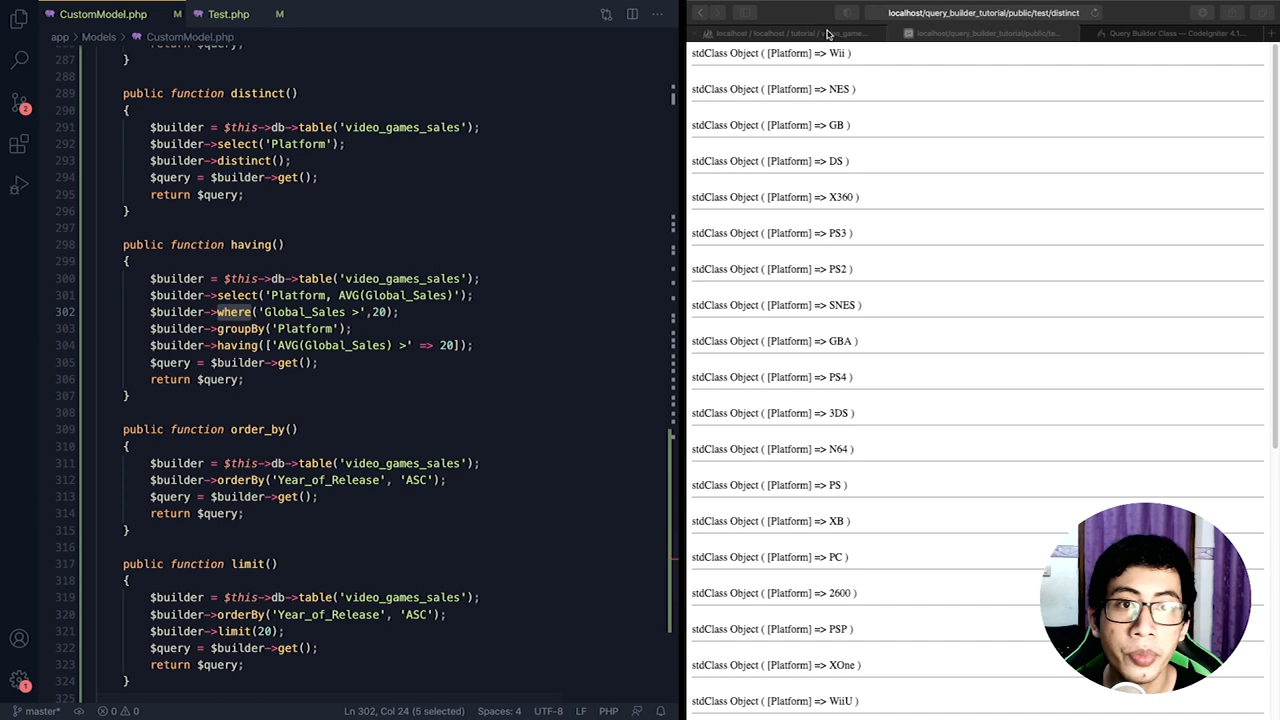 CustomModel.php M Test.php M
app > Models > CustomModel.php
287 }
288
289 public function distinct()
290 {
291 $builder = $this->db->table('video_games_sales');
292 $builder->select('Platform');
293 $builder->distinct();
294 $query = $builder->get();
295 return $query;
296 }
297
298 public function having()
299 {
300 $builder = $this->db->table('video_games_sales');
301 $builder->select('Platform, AVG(Global_Sales)');
302 $builder->where('Global_Sales >',20);
303 $builder->groupBy('Platform');
304 $builder->having(['AVG(Global_Sales) >' => 20]);
305 $query = $builder->get();
306 return $query;
307 }
308
309 public function order_by()
310 {
311 $builder = $this->db->table('video_games_sales');
312 $builder->orderBy('Year_of_Release', 'ASC');
313 $query = $builder->get();
314 return $query;
315 }
316
317 public function limit()
318 {
319 $builder = $this->db->table('video_games_sales');
320 $builder->orderBy('Year_of_Release', 'ASC');
321 $builder->limit(20);
322 $query = $builder->get();
323 return $query;
324 }
325
2
1
master* 0 0 Ln 302, Col 24 (5 selected) Spaces: 4 UTF-8 LF PHP
localhost/query_builder_tutorial/public/test/distinct
localhost / localhost / tutorial / localhost/query_builder_tutorial/public/te... Query Builder Class — CodeIgniter 4.1....
stdClass Object ( [Platform] => Wii )
stdClass Object ( [Platform] => NES )
stdClass Object ( [Platform] => GB )
stdClass Object ( [Platform] => DS )
stdClass Object ( [Platform] => X360 )
stdClass Object ( [Platform] => PS3 )
stdClass Object ( [Platform] => PS2 )
stdClass Object ( [Platform] => SNES )
stdClass Object ( [Platform] => GBA )
stdClass Object ( [Platform] => PS4 )
stdClass Object ( [Platform] => 3DS )
stdClass Object ( [Platform] => N64 )
stdClass Object ( [Platform] => PS )
stdClass Object ( [Platform] => XB )
stdClass Object ( [Platform] => PC )
stdClass Object ( [Platform] => 2600 )
stdClass Object ( [Platform] => PSP )
stdClass Object ( [Platform] => XOne )
stdClass Object ( [Platform] => WiiU )